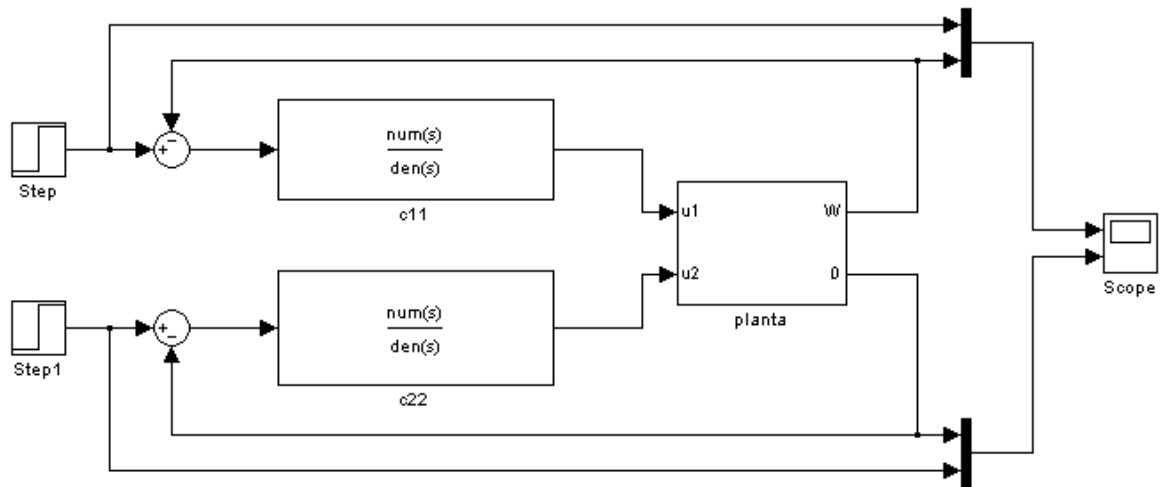 Step
+
−
num(s)
den(s)
c11
u1
W
u2
0
planta
Scope
Step1
+
−
num(s)
den(s)
c22